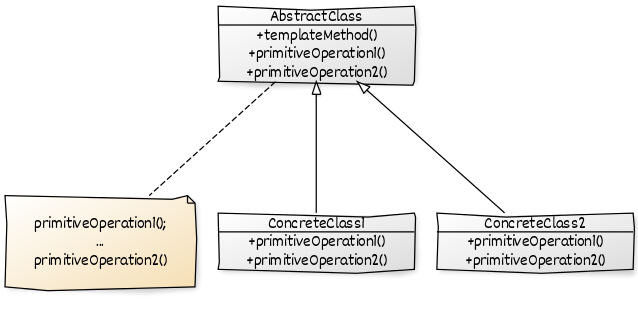 AbstractClass
+templateMethod()
+primitiveOperation1()
+primitiveOperation2()
primitiveOperation1();
...
primitiveOperation2()
ConcreteClass1
+primitiveOperation1()
+primitiveOperation2()
ConcreteClass2
+primitiveOperation1()
+primitiveOperation2()